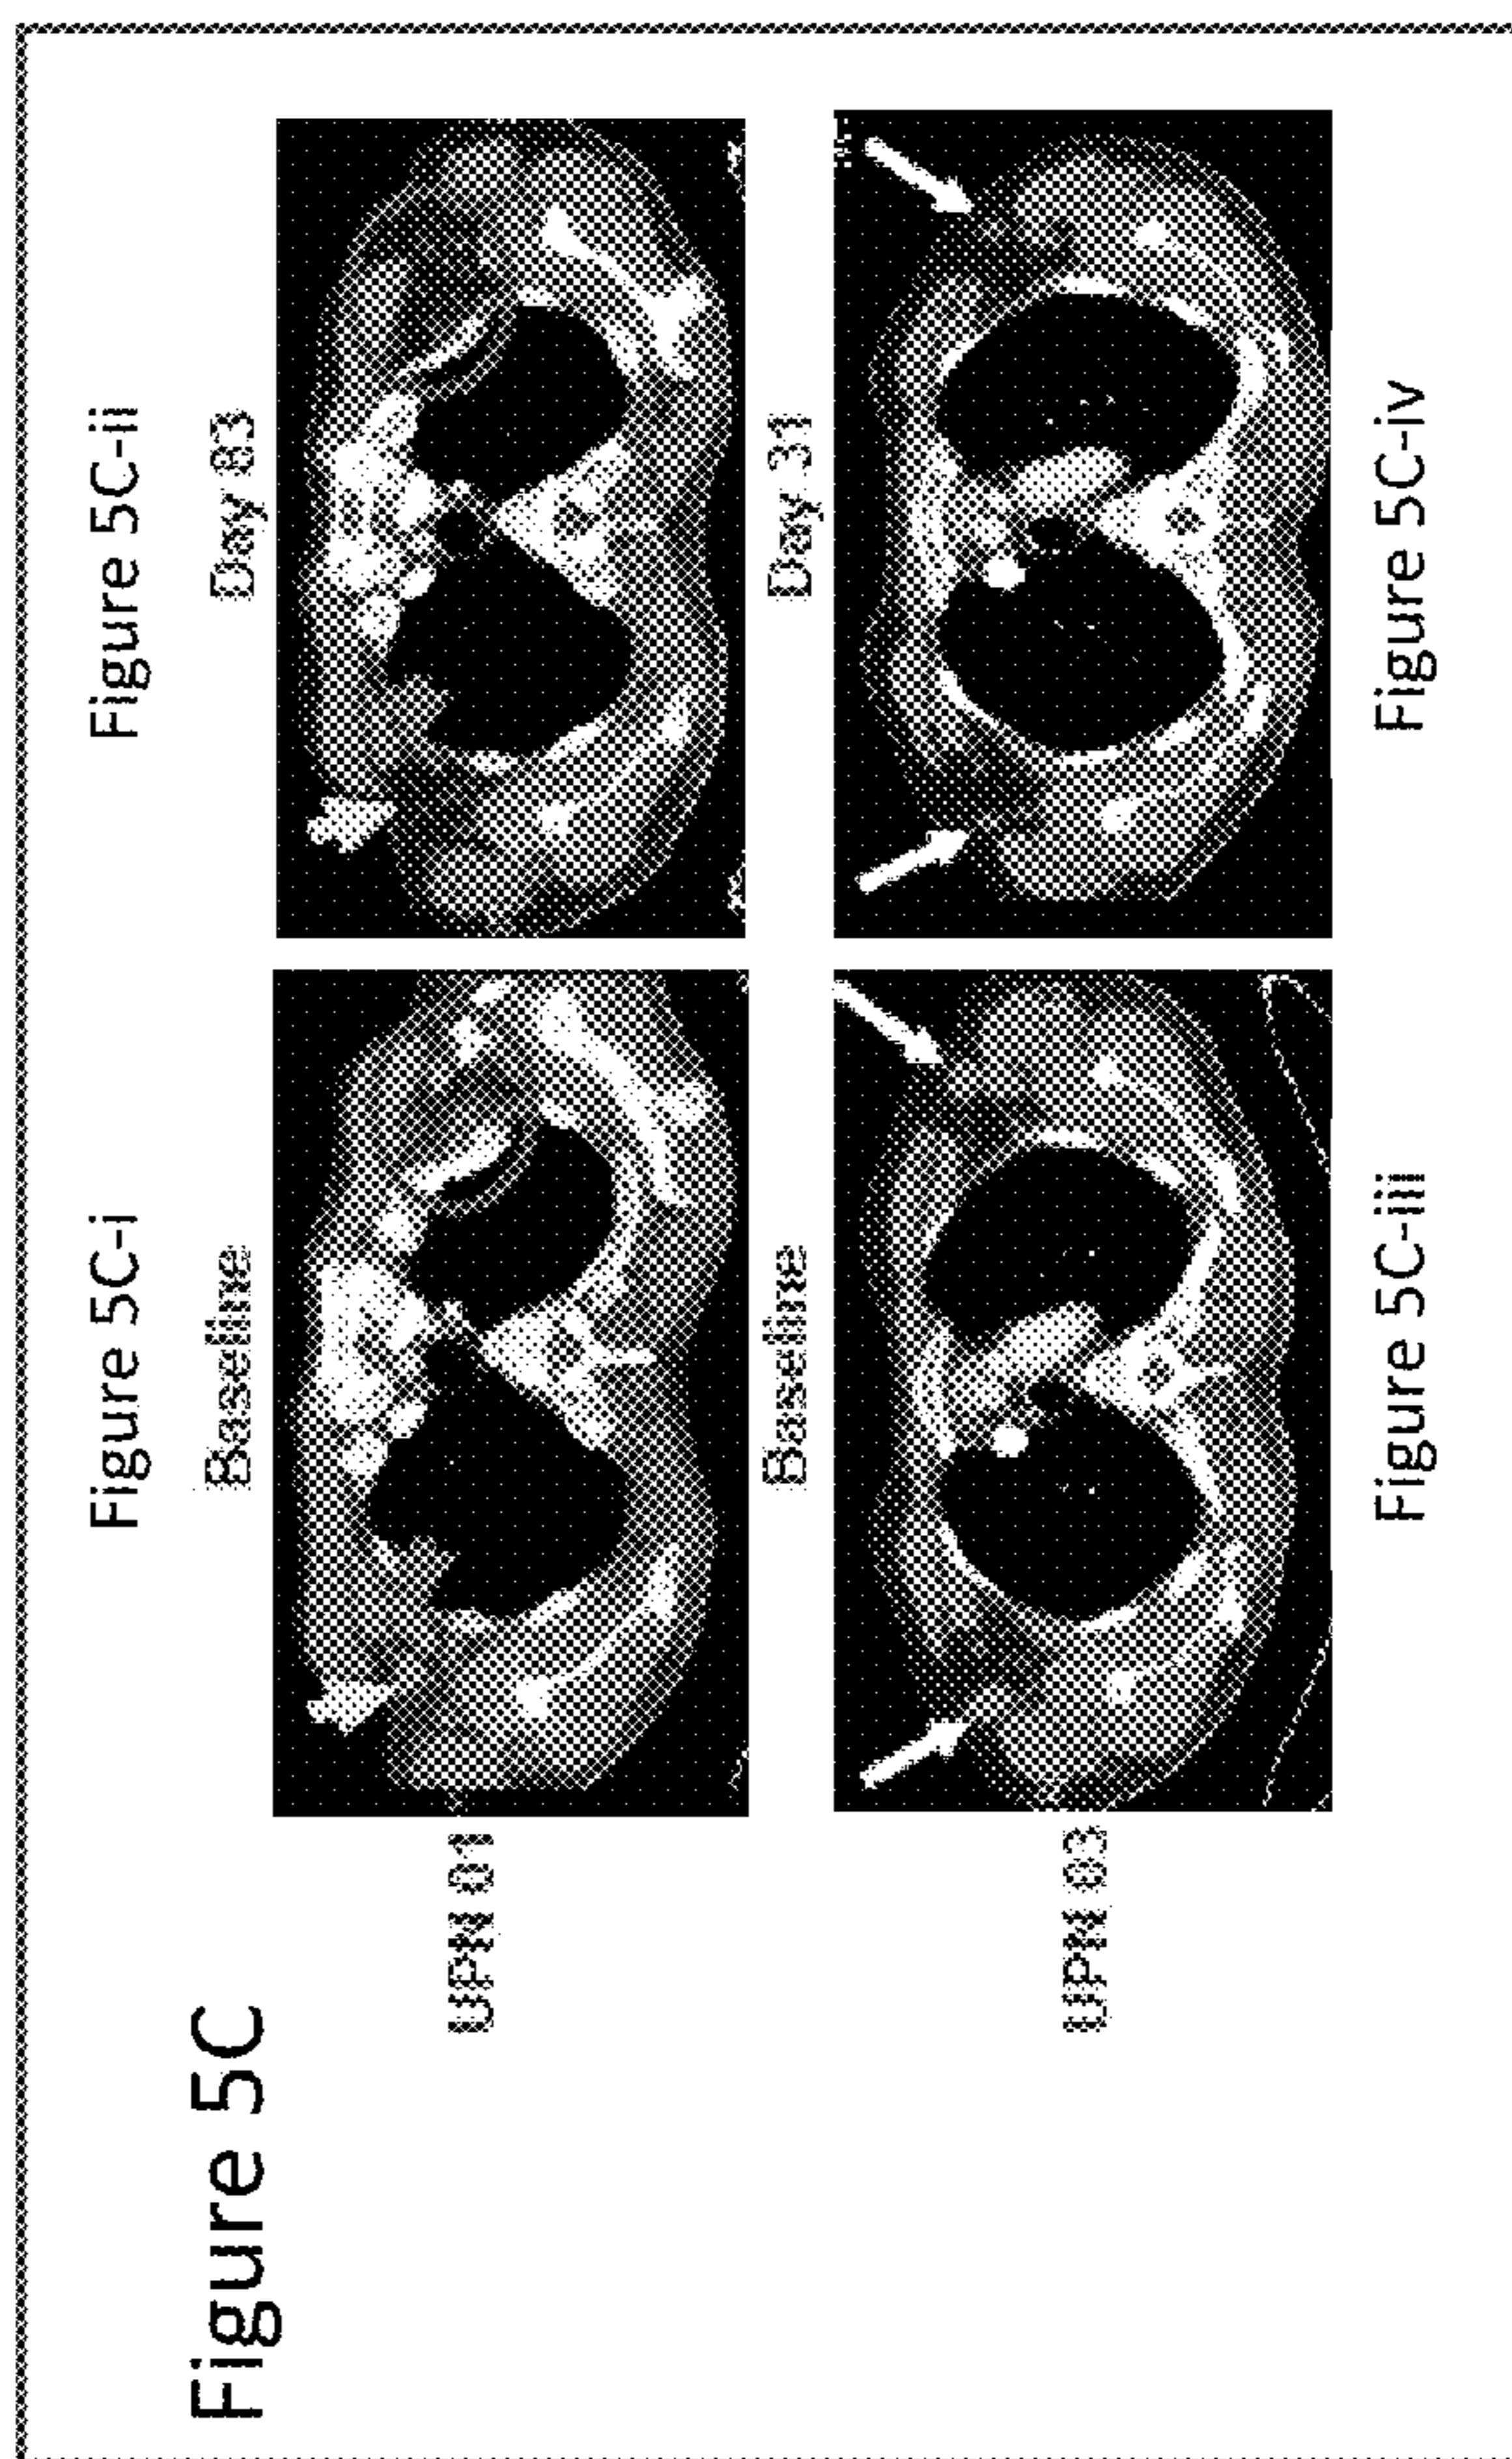 Figure 5C
Figure 5C-i
Figure 5C-ii
Baseline
Day 83
UPN 01
Baseline
Day 31
UPN 03
Figure 5C-iii
Figure 5C-iv